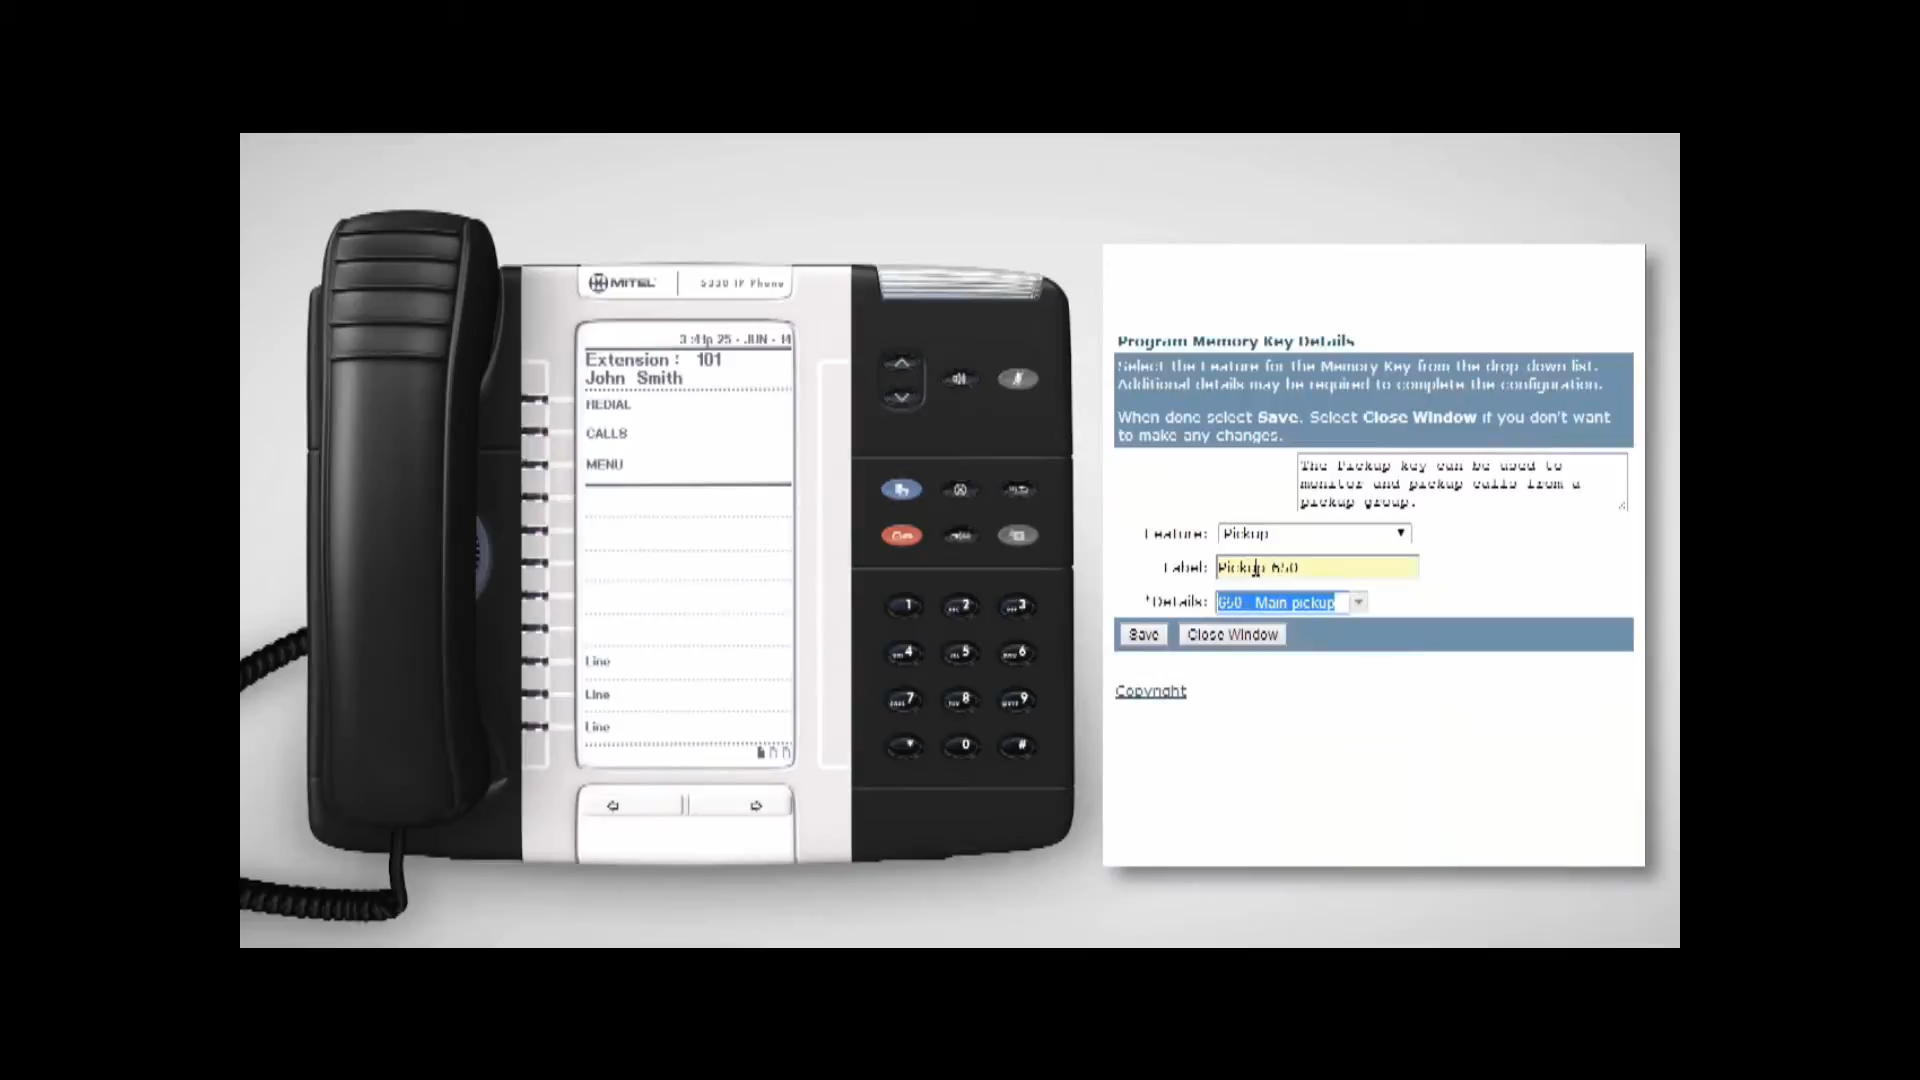 MITEL
5330 IP Phone
25 - JUN - 14
Extension : 101
John Smith
REDIAL
CALLS
MENU
Line
Line
Line
1
2
3
4
5
6
7
8
9
*
0
#
Program Memory Key Details
Select the Feature for the Memory Key from the drop down list.
Additional details may be required to complete the configuration.
When done select Save. Select Close Window if you don't want
to make any changes.
The Pickup key can be used to
monitor and pickup calls from a
pickup group.
Feature: Pickup
Label: Pickup 650
*Details: 650 Main pickup
Save Close Window
Copyright